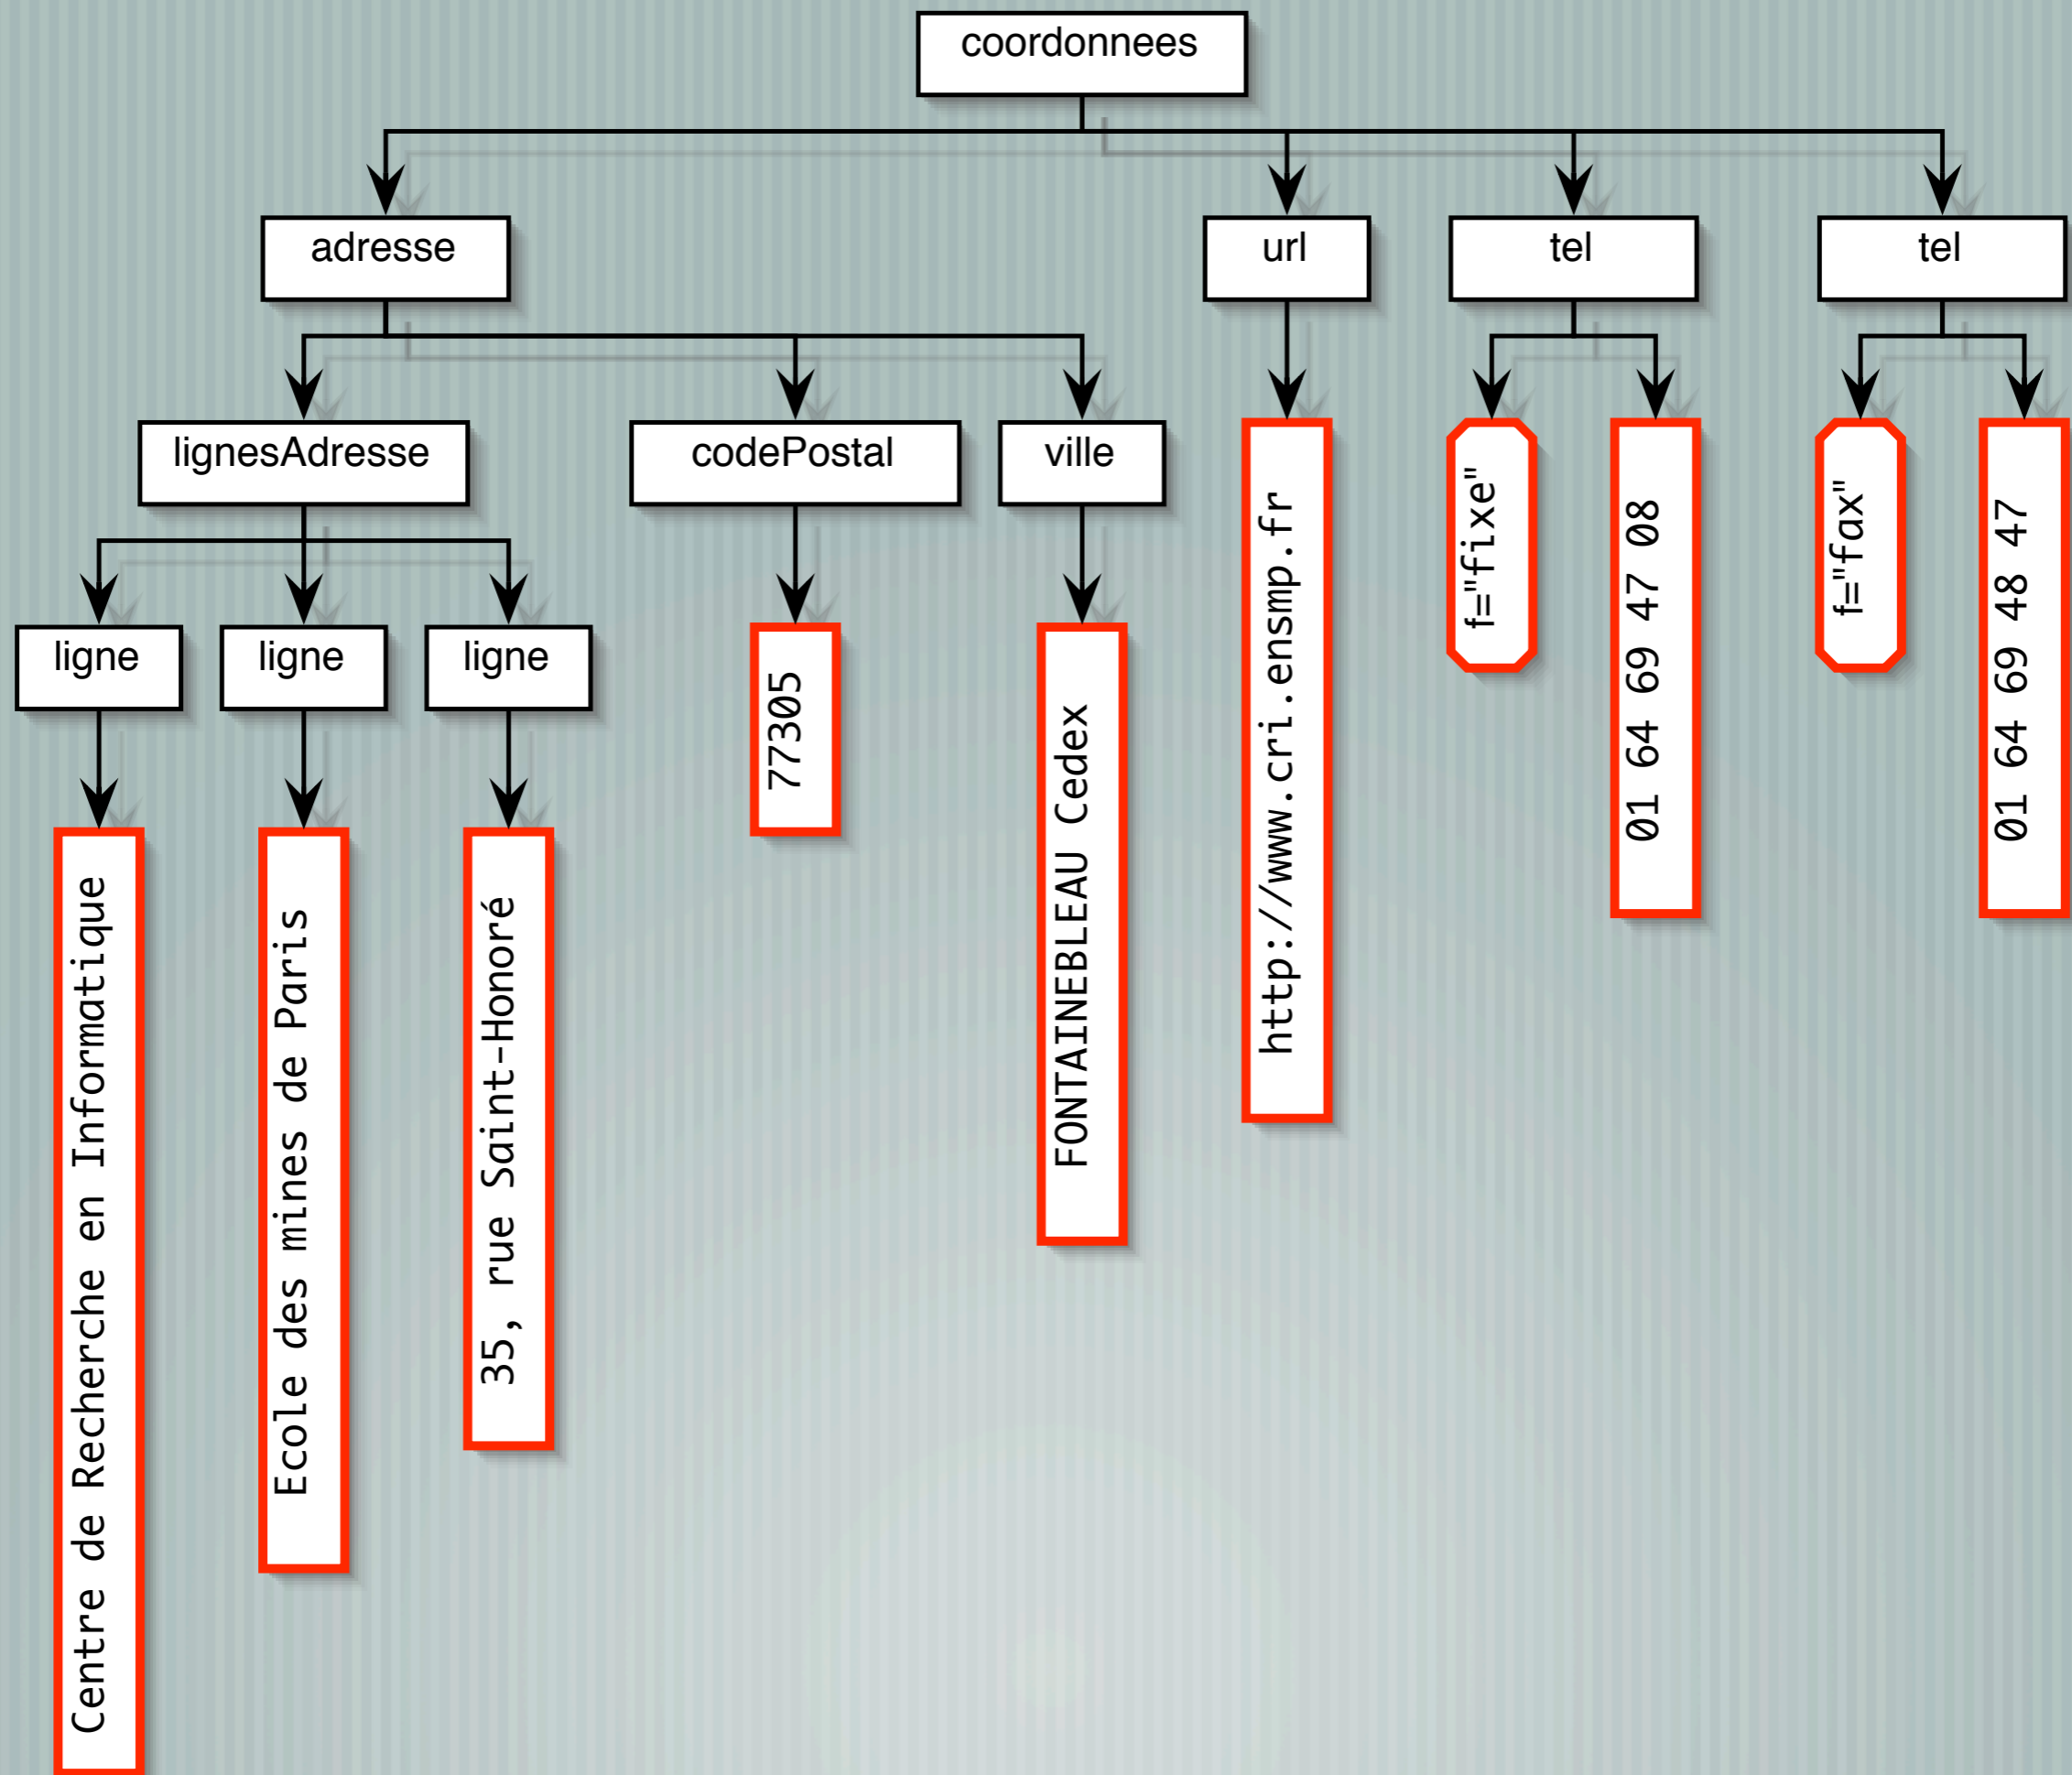 coordonnees
adresse
url
tel
tel
lignesAdresse
codePostal
ville
http://www.cri.ensmp.fr
f="fixe"
01 64 69 47 08
f="fax"
01 64 69 48 47
ligne
ligne
ligne
77305
FONTAINEBLEAU Cedex
Centre de Recherche en Informatique
Ecole des mines de Paris
35, rue Saint-Honoré